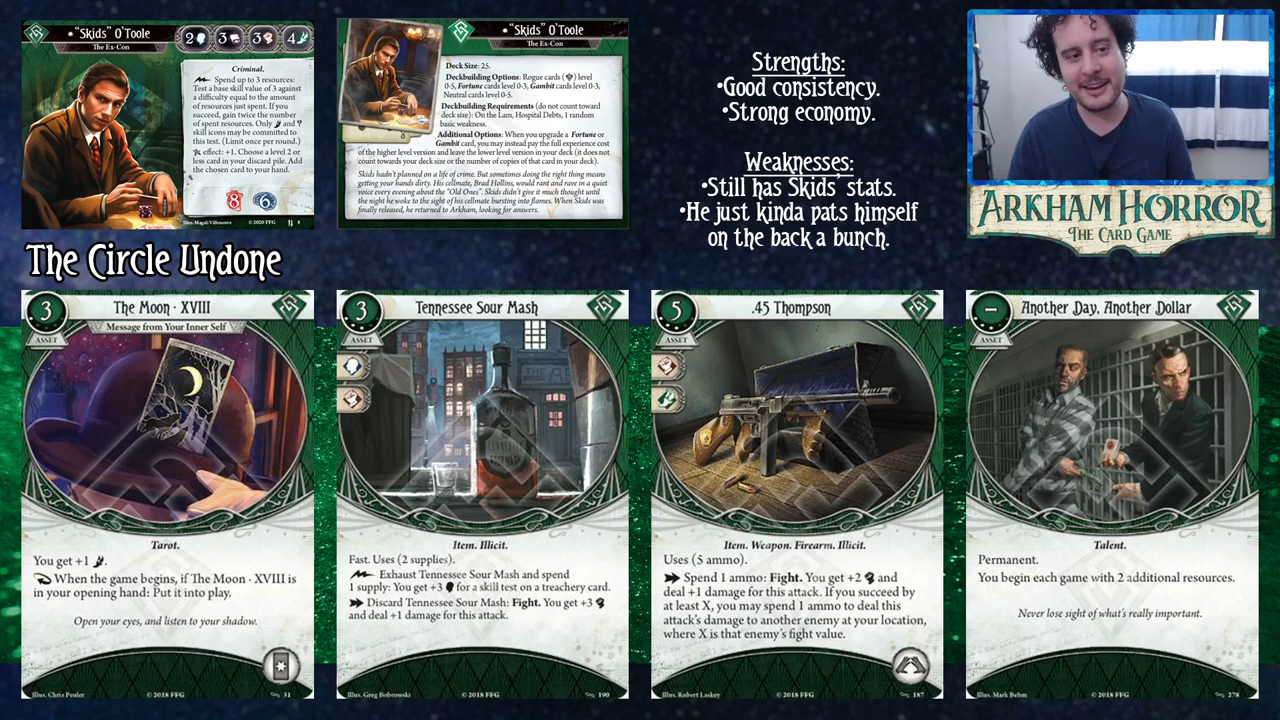 "Skids" O'Toole
The Ex-Con
2 3 3 4
Criminal.
Spend up to 3 resources:
Test a base skill value of 3 against
a difficulty equal to the amount
of resources just spent. If you
succeed, gain twice the number
of spent resources. Only and ?
skill icons may be committed to
this test. (Limit once per round.)
effect: +1. Choose a level 2 or
less card in your discard pile. Add
the chosen card to your hand.
8 6
Illus. Magali Villeneuve © 2020 FFG
"Skids" O'Toole
The Ex-Con
Deck Size: 25.
Deckbuilding Options: Rogue cards () level
0-5, Fortune cards level 0-3, Gambit cards level 0-3,
Neutral cards level 0-5.
Deckbuilding Requirements (do not count toward
deck size): On the Lam, Hospital Debts, 1 random
basic weakness.
Additional Options: When you upgrade a Fortune or
Gambit card, you may instead pay the full experience cost
of the higher level version and leave the lower level version in your deck (it does not
count towards your deck size or the number of copies of that card in your deck).
Skids hadn't planned on a life of crime. But sometimes doing the right thing means
getting your hands dirty. His cellmate, Brad Hollins, would rant and rave in a quiet
voice every evening about the "Old Ones". Skids didn't give it much thought until
the night he woke to the sight of his cellmate bursting into flames. When Skids was
finally released, he returned to Arkham, looking for answers.
Strengths:
•Good consistency.
•Strong economy.
Weaknesses:
•Still has Skids' stats.
•He just kinda pats himself
on the back a bunch.
ARKHAM HORROR
THE CARD GAME
The Circle Undone
3
The Moon · XVIII
Message from Your Inner Self
ASSET
Tarot.
You get +1 .
When the game begins, if The Moon · XVIII is
in your opening hand: Put it into play.
Open your eyes, and listen to your shadow.
Illus. Chris Peuler © 2018 FFG 31
3
Tennessee Sour Mash
ASSET
Item. Illicit.
Fast. Uses (2 supplies).
Exhaust Tennessee Sour Mash and spend
1 supply: You get +3 for a skill test on a treachery card.
Discard Tennessee Sour Mash: Fight. You get +3
and deal +1 damage for this attack.
Illus. Greg Bobrowski © 2018 FFG 190
5
.45 Thompson
ASSET
Item. Weapon. Firearm. Illicit.
Uses (5 ammo).
Spend 1 ammo: Fight. You get +2 and
deal +1 damage for this attack. If you succeed by
at least X, you may spend 1 ammo to deal this
attack's damage to another enemy at your location,
where X is that enemy's fight value.
Illus. Robert Laskey © 2018 FFG 187
–
Another Day, Another Dollar
ASSET
Talent.
Permanent.
You begin each game with 2 additional resources.
Never lose sight of what's really important.
Illus. Mark Behm © 2018 FFG 278